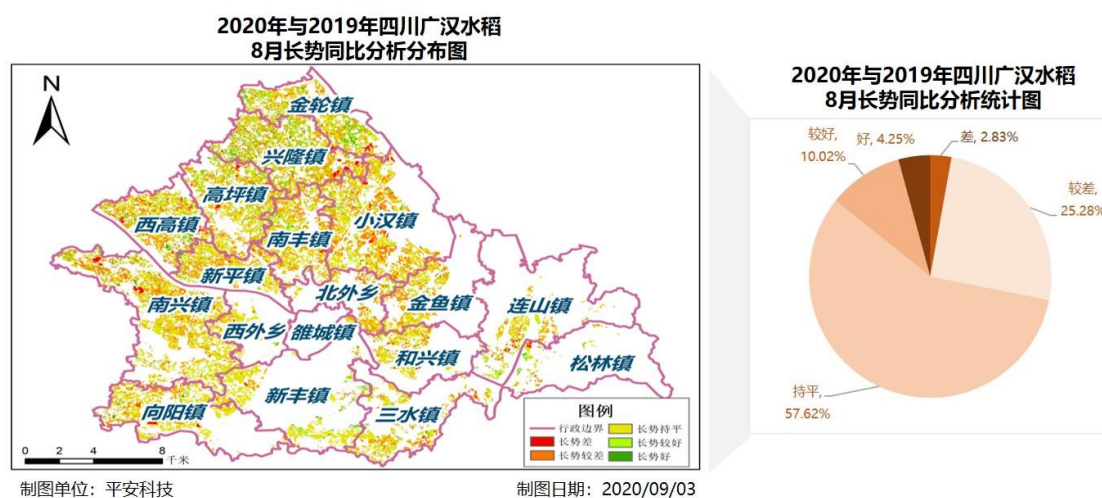 2020年与2019年四川广汉水稻
8月长势同比分析分布图
N
金轮镇
兴隆镇
高坪镇
西高镇
小汉镇
南丰镇
新平镇
北外乡
南兴镇
金鱼镇
连山镇
西外乡
雒城镇
和兴镇
松林镇
新丰镇
向阳镇
三水镇
图例
行政边界
长势持平
长势差
长势较好
长势较差
长势好
0 2 4 8
千米
制图单位：平安科技
制图日期：2020/09/03
2020年与2019年四川广汉水稻
8月长势同比分析统计图
较好,
10.02%
好, 4.25%
差, 2.83%
较差,
25.28%
持平,
57.62%